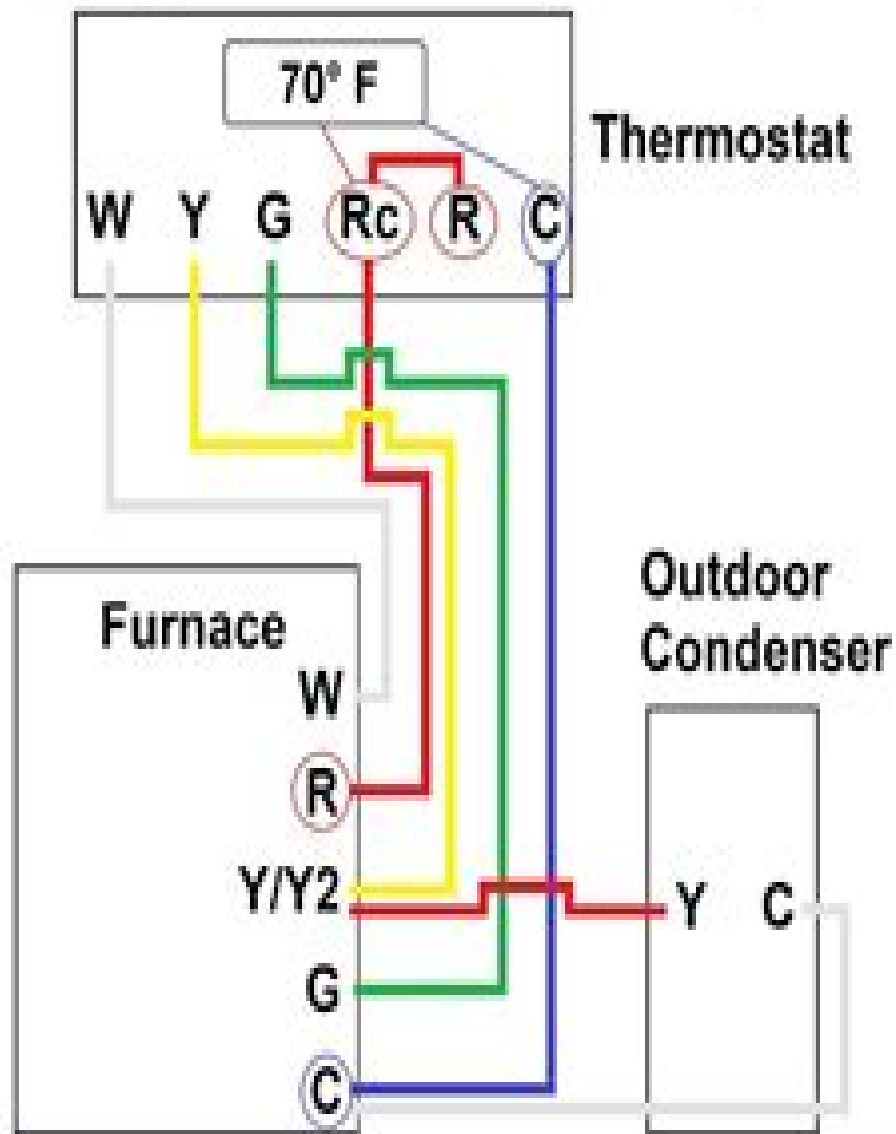 70° F
Thermostat
W Y G Rc R C
Outdoor
Condenser
Furnace
W
R
Y/Y2
Y C
G
C